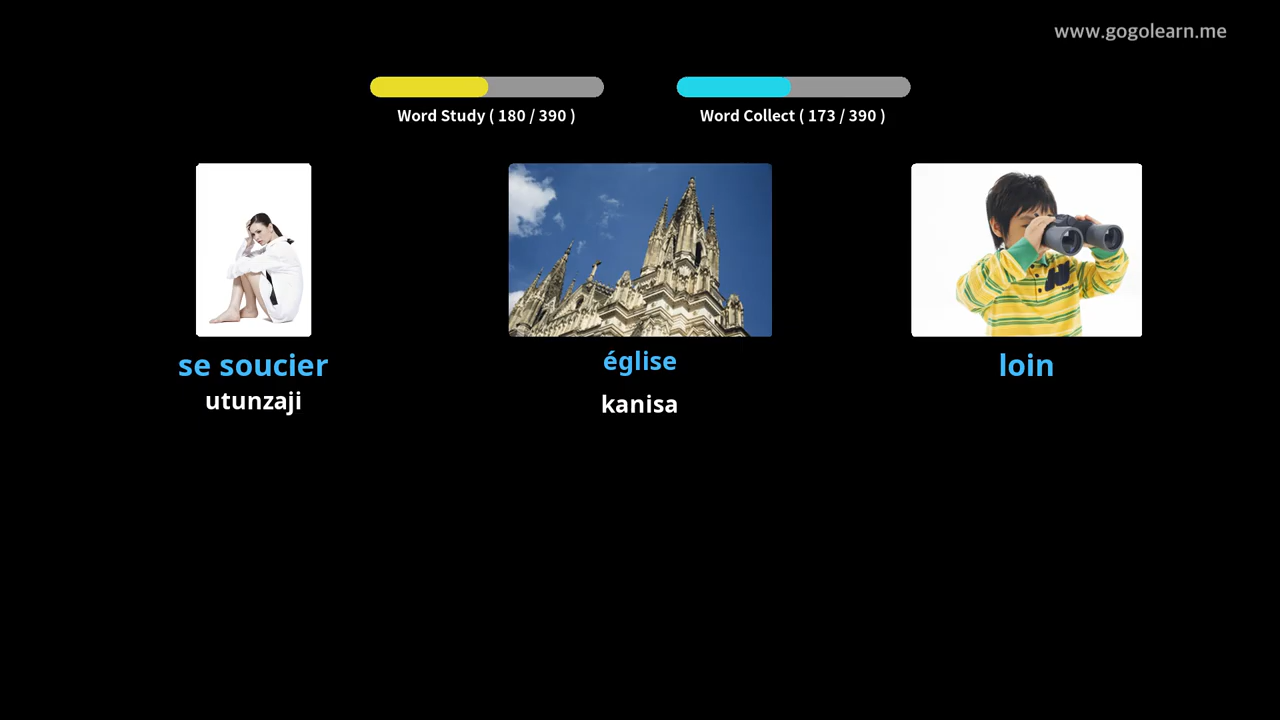 www.gogolearn.me
Word Study ( 180 / 390 )
Word Collect ( 173 / 390 )
se soucier
utunzaji
église
kanisa
loin